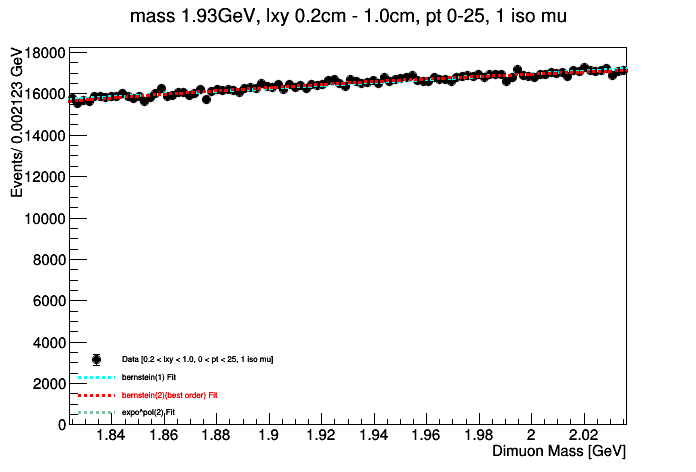 mass 1.93GeV, lxy 0.2cm - 1.0cm, pt 0-25, 1 iso mu
Events/ 0.002123 GeV
18000
16000
14000
12000
10000
8000
6000
4000
2000
0
Data [0.2 < lxy < 1.0, 0 < pt < 25, 1 iso mu]
bernstein(1) Fit
bernstein(2)(best order) Fit
expo^pol(2) Fit
1.84 1.86 1.88 1.9 1.92 1.94 1.96 1.98 2 2.02
Dimuon Mass [GeV]